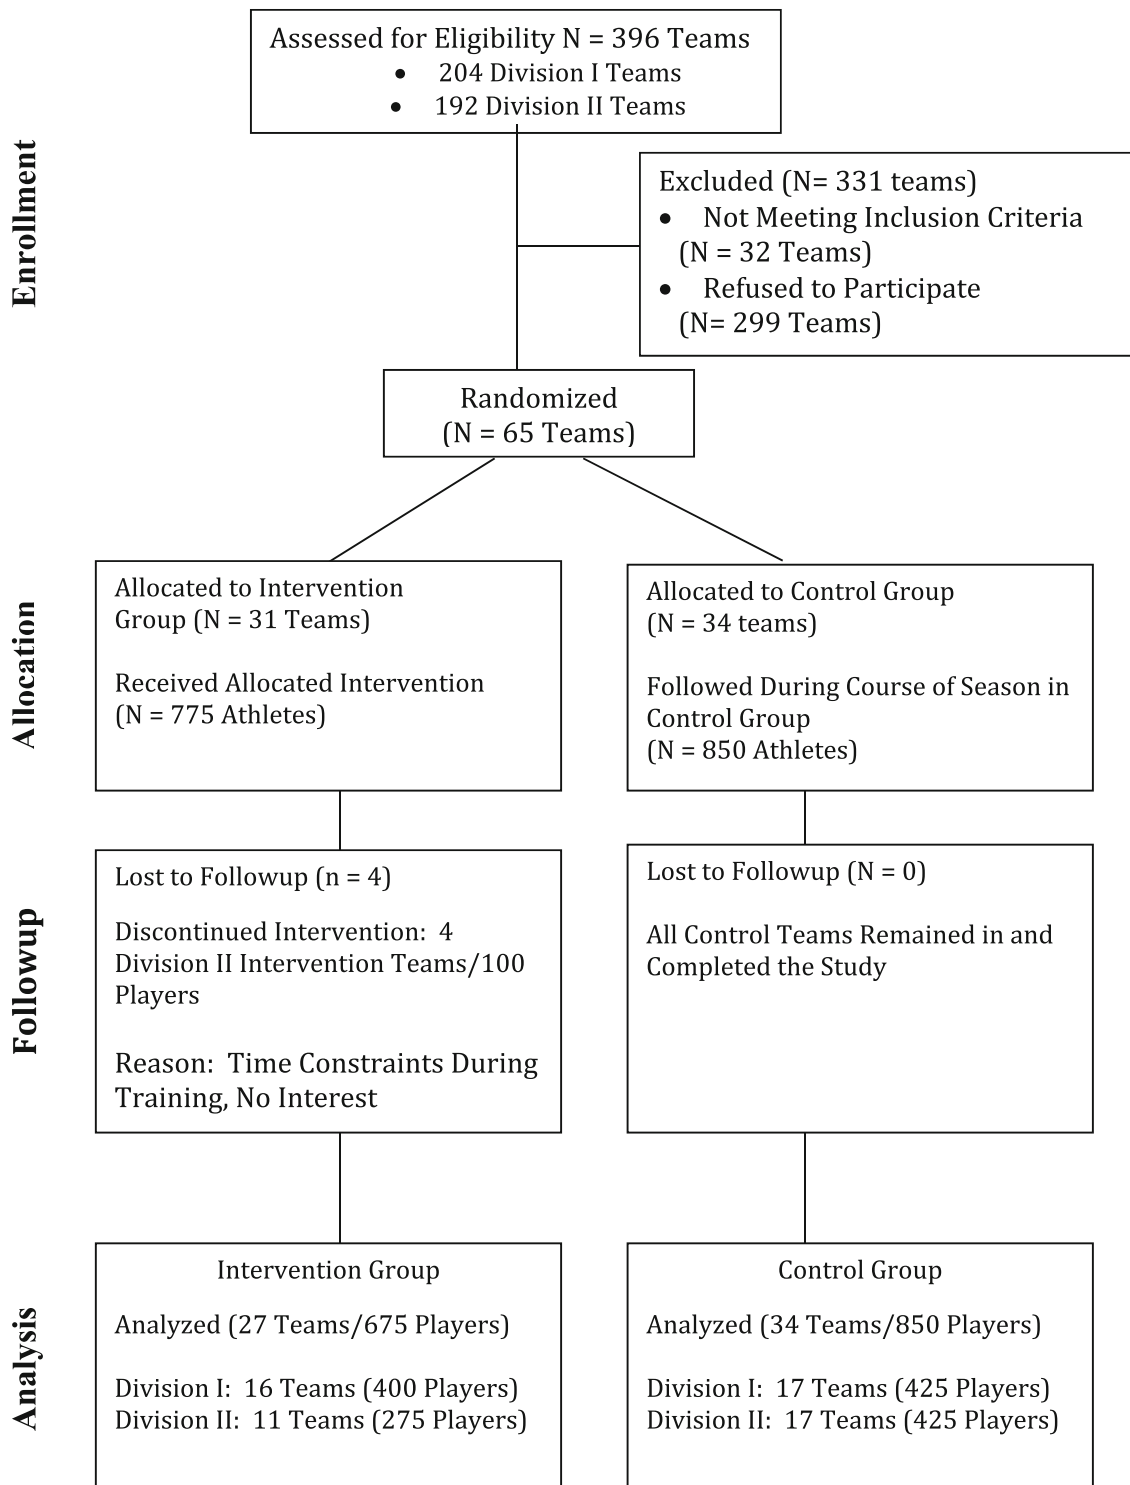 Assessed for Eligibility N = 396 Teams
• 204 Division I Teams
• 192 Division II Teams
Enrollment
Excluded (N= 331 teams)
• Not Meeting Inclusion Criteria
(N = 32 Teams)
• Refused to Participate
(N= 299 Teams)
Randomized
(N = 65 Teams)
Allocation
Allocated to Intervention
Group (N = 31 Teams)
Received Allocated Intervention
(N = 775 Athletes)
Allocated to Control Group
(N = 34 teams)
Followed During Course of Season in
Control Group
(N = 850 Athletes)
Followup
Lost to Followup (n = 4)
Discontinued Intervention: 4
Division II Intervention Teams/100
Players
Reason: Time Constraints During
Training, No Interest
Lost to Followup (N = 0)
All Control Teams Remained in and
Completed the Study
Analysis
Intervention Group
Analyzed (27 Teams/675 Players)
Division I: 16 Teams (400 Players)
Division II: 11 Teams (275 Players)
Control Group
Analyzed (34 Teams/850 Players)
Division I: 17 Teams (425 Players)
Division II: 17 Teams (425 Players)